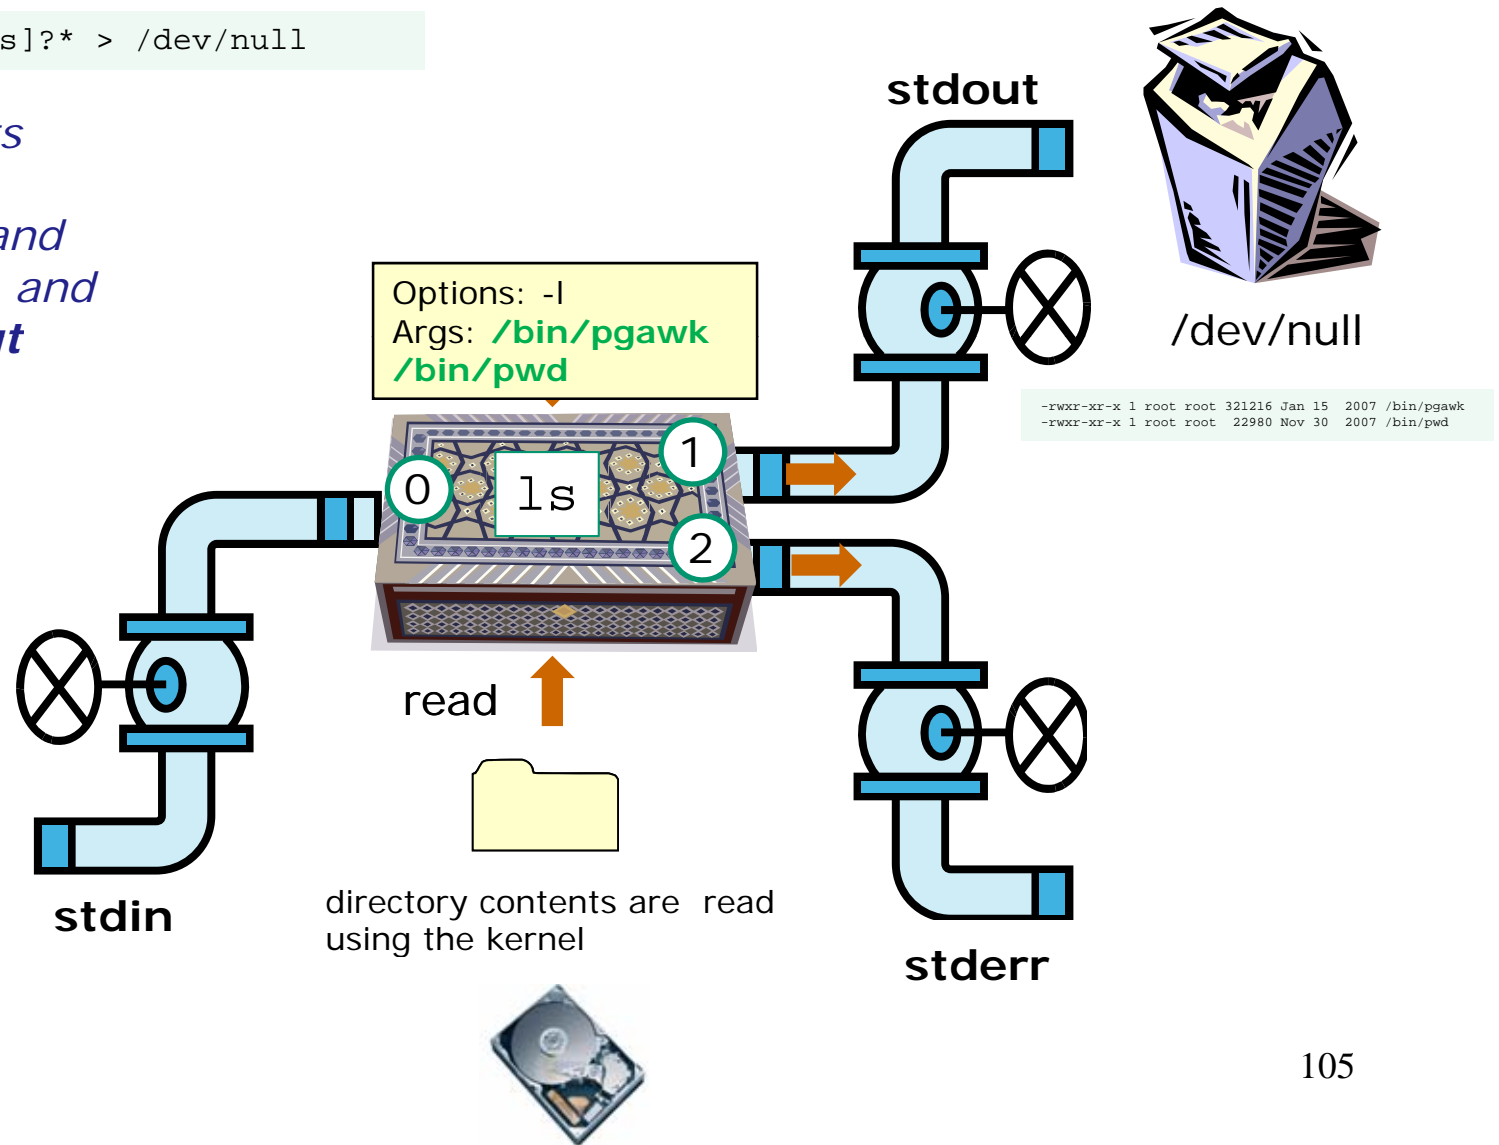 s]?* > /dev/null
and
and
stdout
Options: -l
Args: /bin/pgawk
/bin/pwd
/dev/null
-rwxr-xr-x 1 root root 321216 Jan 15  2007 /bin/pgawk
-rwxr-xr-x 1 root root  22980 Nov 30  2007 /bin/pwd
0
ls
1
2
read
stdin
directory contents are  read
using the kernel
stderr
105